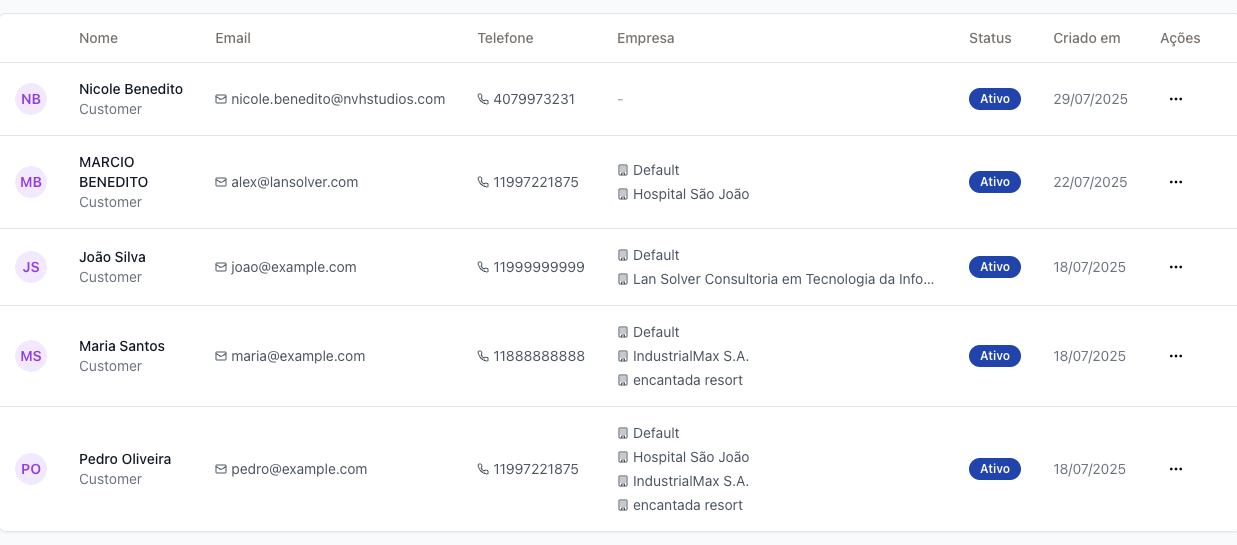 Nome Email Telefone Empresa Status Criado em Ações
NB Nicole Benedito nicole.benedito@nvhstudios.com 4079973231 - Ativo 29/07/2025 ...
Customer
MARCIO
MB BENEDITO alex@lansolver.com 11997221875 Default Ativo 22/07/2025 ...
Customer Hospital São João
JS João Silva joao@example.com 11999999999 Default Ativo 18/07/2025 ...
Customer Lan Solver Consultoria em Tecnologia da Info...
MS Maria Santos maria@example.com 11888888888 Default Ativo 18/07/2025 ...
Customer IndustrialMax S.A.
encantada resort
PO Pedro Oliveira pedro@example.com 11997221875 Default Ativo 18/07/2025 ...
Customer Hospital São João
IndustrialMax S.A.
encantada resort